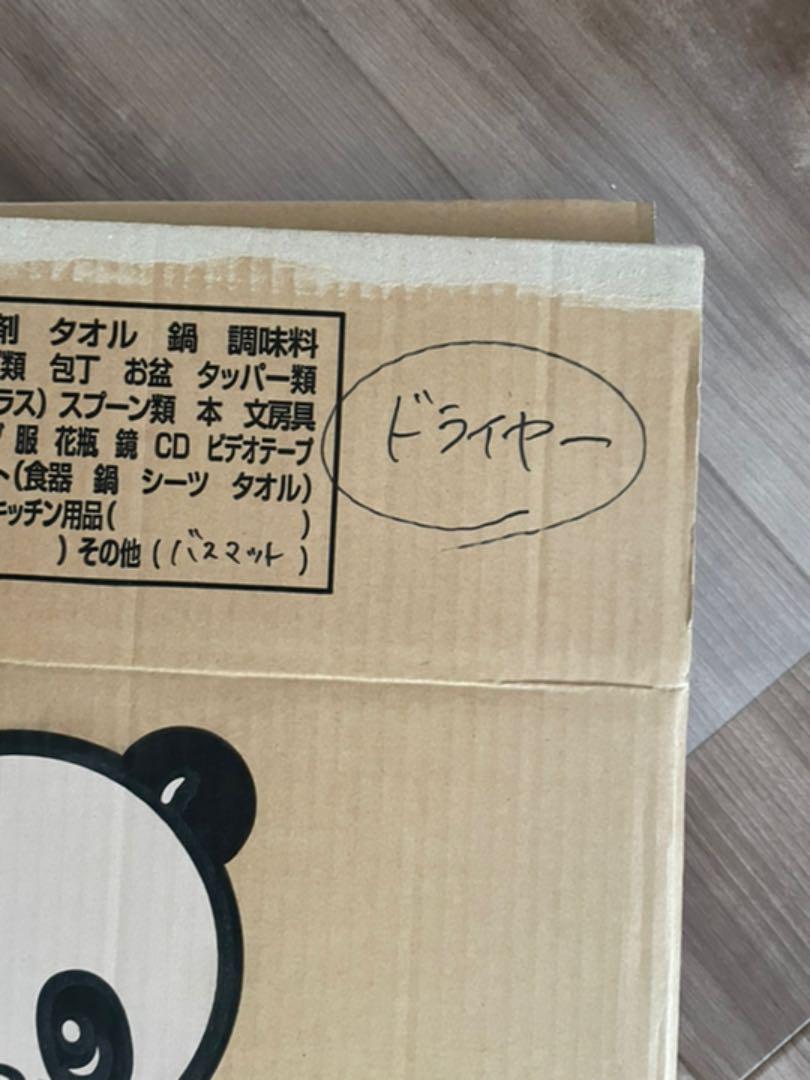 剤 タオル 鍋 調味料
類 包丁 お盆 タッパー類
ラス) スプーン類 本 文房具
服 花瓶 鏡 CD ビデオテープ
ト(食器 鍋 シーツ タオル)
キッチン用品( )
) その他 (バスマット)
ドライヤー